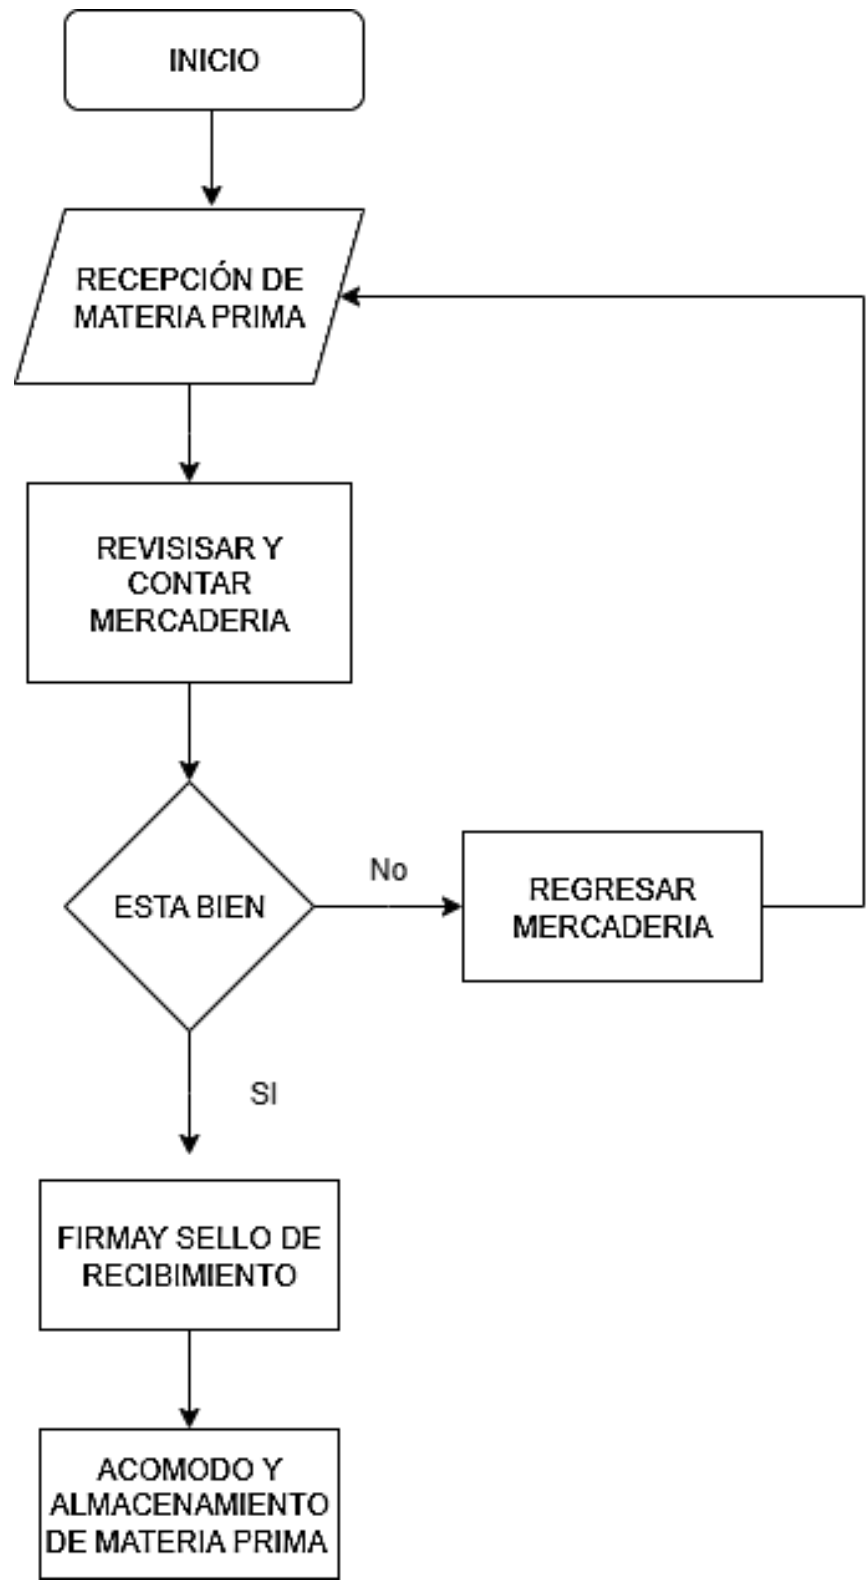 INICIO
RECEPCIÓN DE
MATERIA PRIMA
REVISISAR Y
CONTAR
MERCADERIA
ESTA BIEN
No
REGRESAR
MERCADERIA
SI
FIRMAY SELLO DE
RECIBIMIENTO
ACOMODO Y
ALMACENAMIENTO
DE MATERIA PRIMA